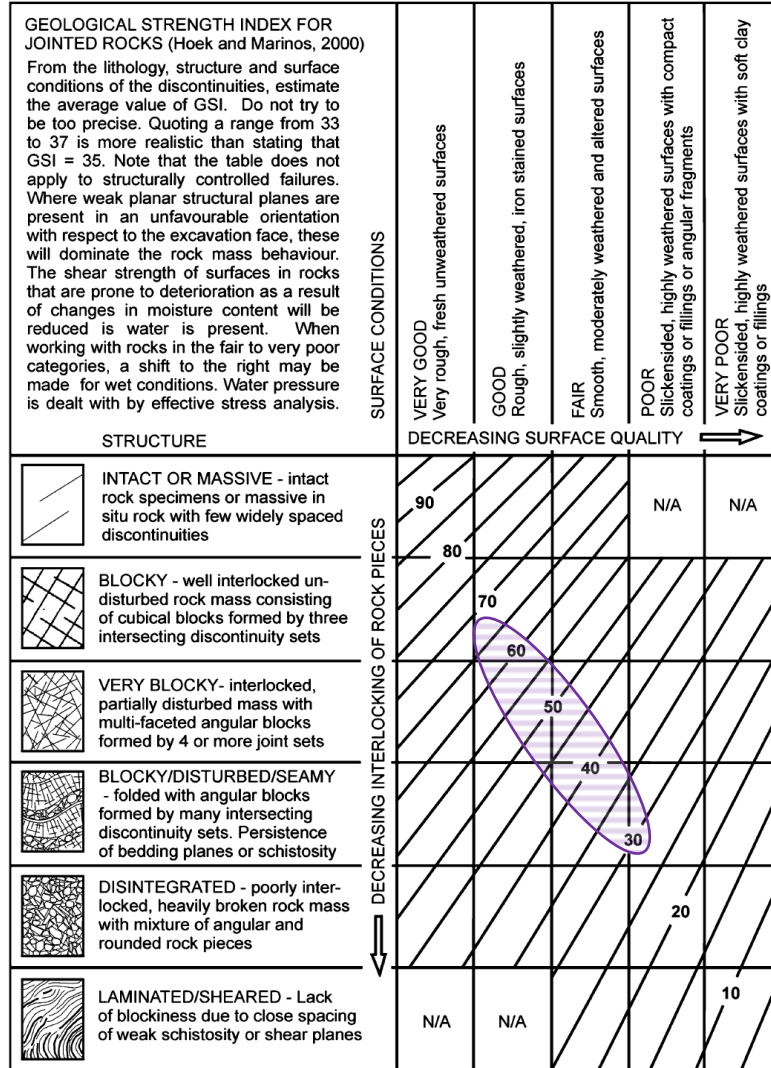 GEOLOGICAL STRENGTH INDEX FOR
JOINTED ROCKS (Hoek and Marinos, 2000)
From the lithology, structure and surface
conditions of the discontinuities, estimate
the average value of GSI. Do not try to
be too precise. Quoting a range from 33
to 37 is more realistic than stating that
GSI = 35. Note that the table does not
apply to structurally controlled failures.
Where weak planar structural planes are
present in an unfavourable orientation
with respect to the excavation face, these
will dominate the rock mass behaviour.
The shear strength of surfaces in rocks
that are prone to deterioration as a result
of changes in moisture content will be
reduced is water is present. When
working with rocks in the fair to very poor
categories, a shift to the right may be
made for wet conditions. Water pressure
is dealt with by effective stress analysis.
STRUCTURE
SURFACE CONDITIONS
VERY GOOD
Very rough, fresh unweathered surfaces
GOOD
Rough, slightly weathered, iron stained surfaces
FAIR
Smooth, moderately weathered and altered surfaces
POOR
Slickensided, highly weathered surfaces with compact
coatings or fillings or angular fragments
VERY POOR
Slickensided, highly weathered surfaces with soft clay
coatings or fillings
DECREASING SURFACE QUALITY
INTACT OR MASSIVE - intact
rock specimens or massive in
situ rock with few widely spaced
discontinuities
BLOCKY - well interlocked un-
disturbed rock mass consisting
of cubical blocks formed by three
intersecting discontinuity sets
VERY BLOCKY- interlocked,
partially disturbed mass with
multi-faceted angular blocks
formed by 4 or more joint sets
BLOCKY/DISTURBED/SEAMY
- folded with angular blocks
formed by many intersecting
discontinuity sets. Persistence
of bedding planes or schistosity
DISINTEGRATED - poorly inter-
locked, heavily broken rock mass
with mixture of angular and
rounded rock pieces
LAMINATED/SHEARED - Lack
of blockiness due to close spacing
of weak schistosity or shear planes
DECREASING INTERLOCKING OF ROCK PIECES
90
N/A
N/A
80
70
60
50
40
30
20
10
N/A
N/A